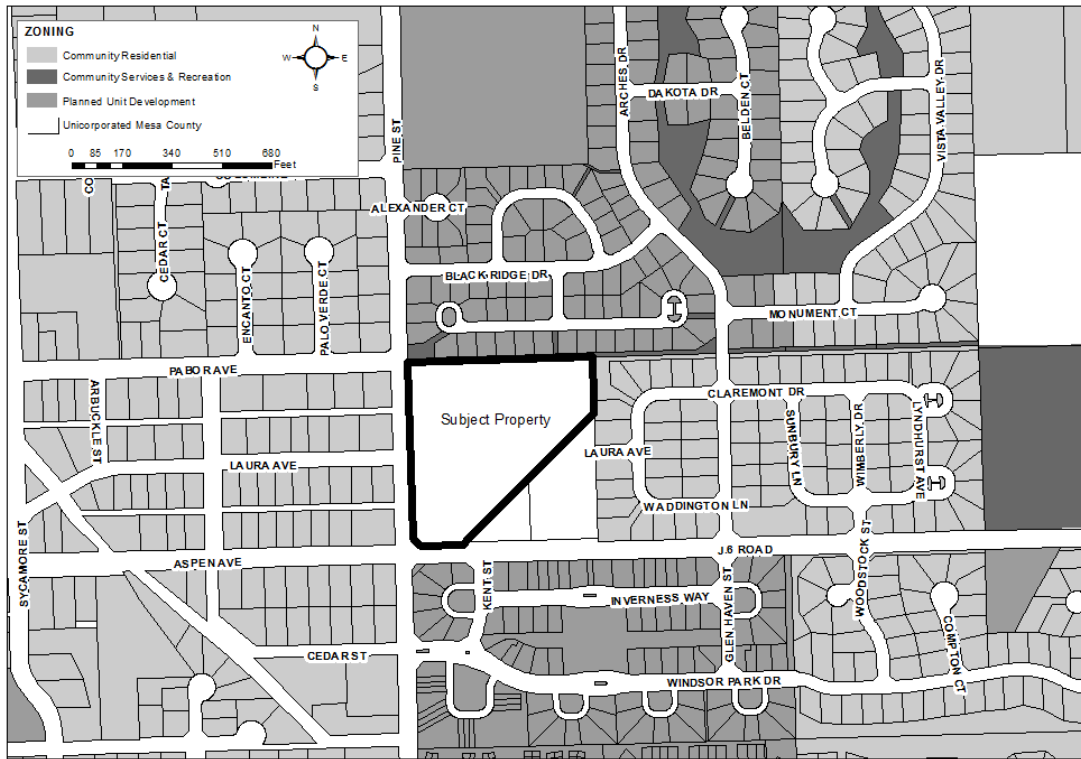 ZONING
Community Residential
Community Services & Recreation
Planned Unit Development
Unicorporated Mesa County
N
W
E
S
0 85 170 340 510 680
Feet
PINE ST
ARCHES DR
DAKOTA DR
BELDEN CT
VISTA VALLEY DR
CO
TA
CEDAR CT
ALEXANDER CT
ENCANTO CT
PALO VERDE CT
BLACK RIDGE DR
MONUMENT CT
PABOR AVE
ARBUCKLE ST
CLAREMONT DR
Subject Property
SUNBURY LN
WIMBERLY DR
LYNDHURST AVE
LAURA AVE
LAURA AVE
WADDINGTON LN
SYCAMORE ST
ASPEN AVE
J.6 ROAD
WOODSTOCK ST
KENT ST
INVERNESS WAY
GLEN HAVEN ST
COMPTON CT
CEDAR ST
WINDSOR PARK DR